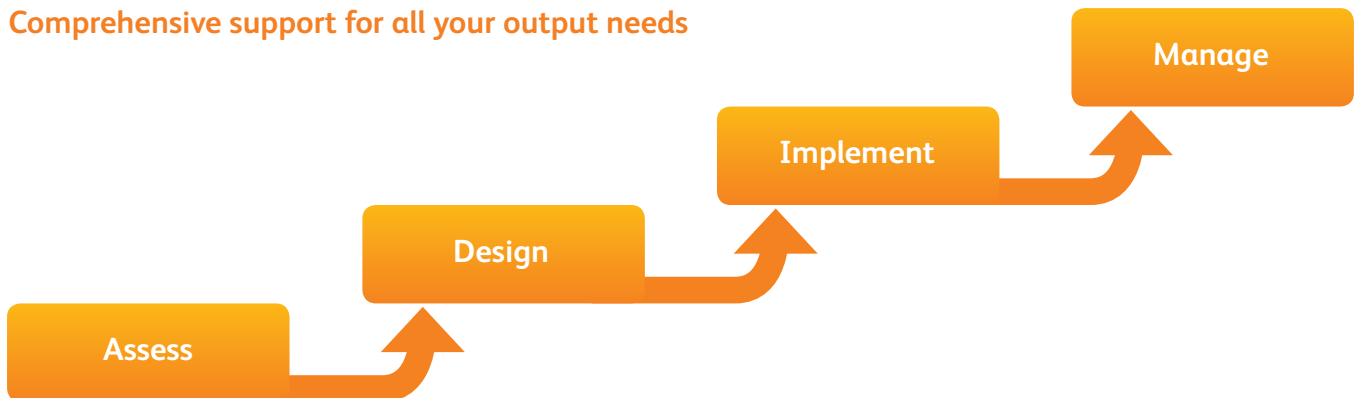 Comprehensive support for all your output needs
Manage
Implement
Design
Assess